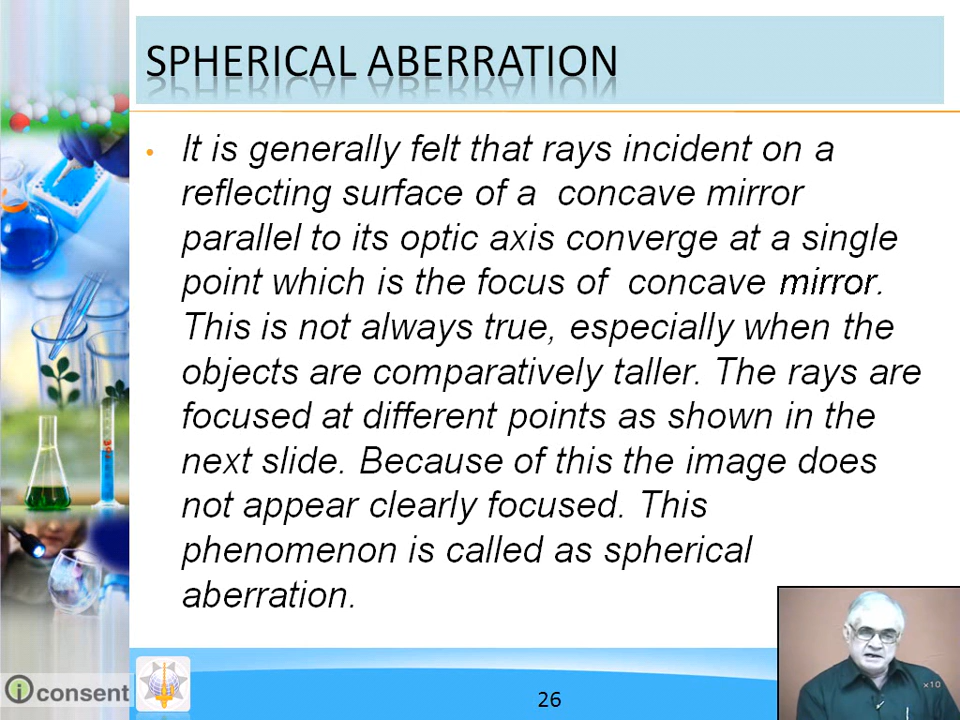 SPHERICAL ABERRATION
• It is generally felt that rays incident on a
reflecting surface of a concave mirror
parallel to its optic axis converge at a single
point which is the focus of concave mirror.
This is not always true, especially when the
objects are comparatively taller. The rays are
focused at different points as shown in the
next slide. Because of this the image does
not appear clearly focused. This
phenomenon is called as spherical
aberration.
×10
i consent
26